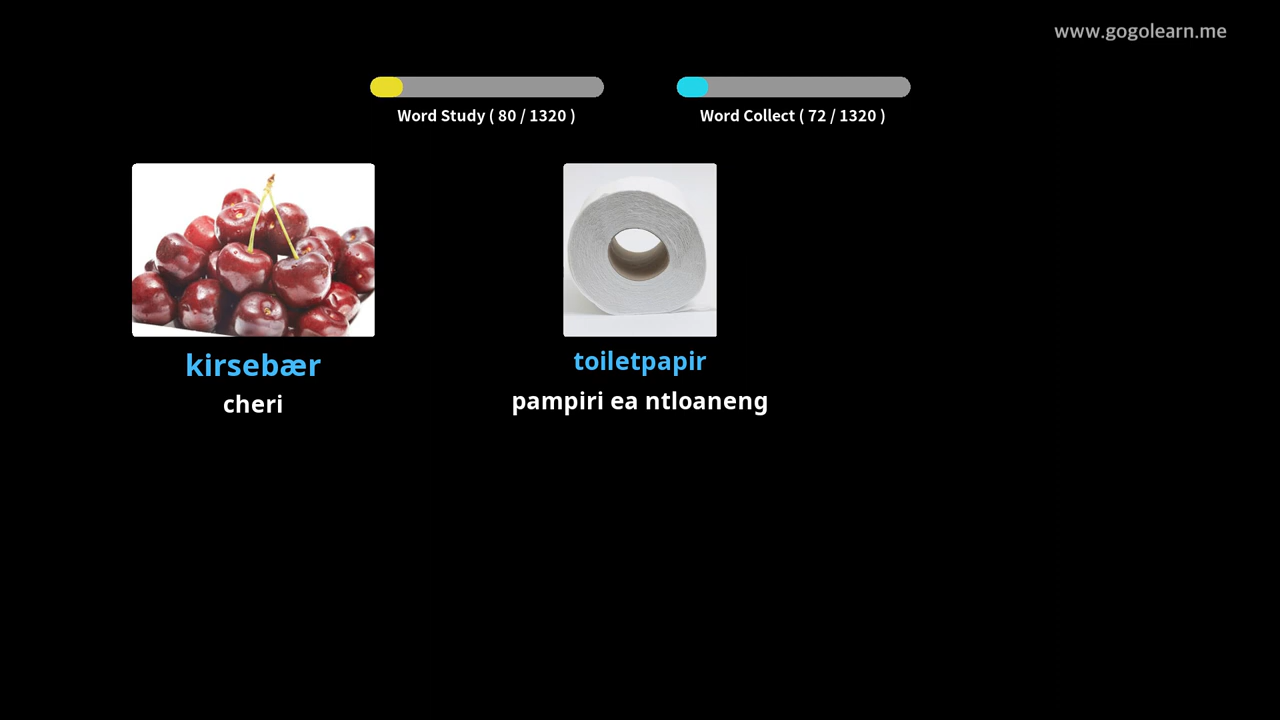 www.gogolearn.me
Word Study ( 80 / 1320 )
Word Collect ( 72 / 1320 )
kirsebær
cheri
toiletpapir
pampiri ea ntloaneng